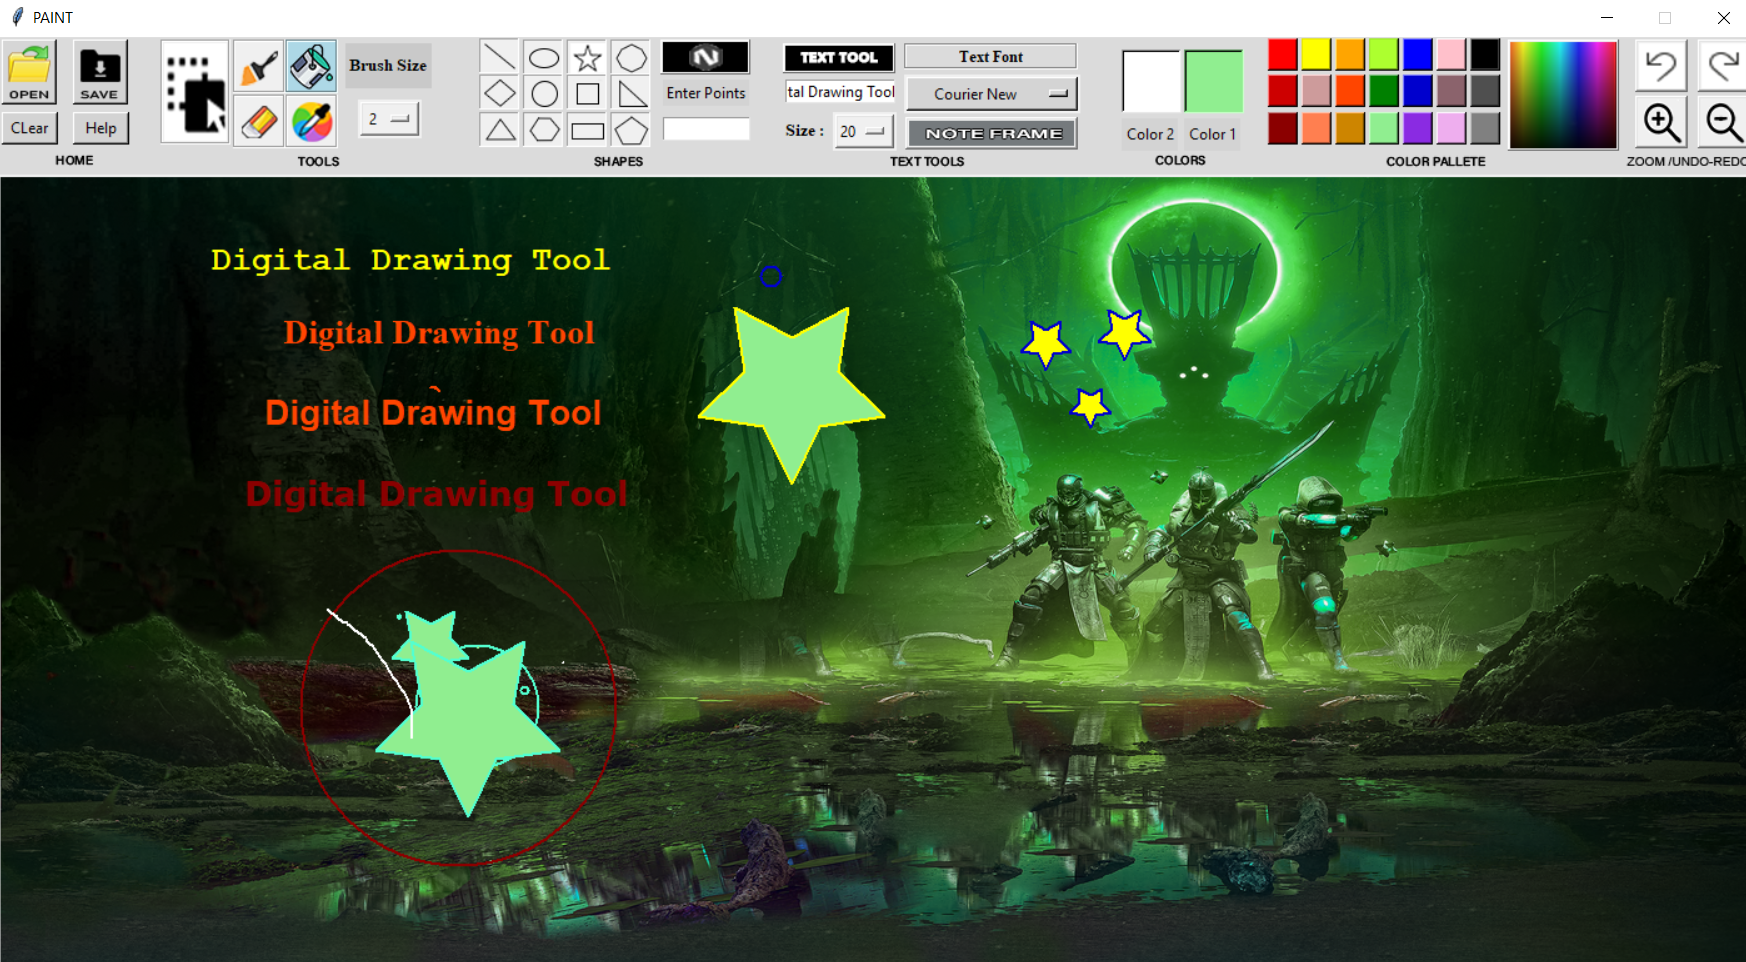 PAINT
OPEN
SAVE
CLear
Help
HOME
Brush Size
2
TOOLS
N
Enter Points
SHAPES
TEXT TOOL
tal Drawing Tool
Size :
20
Text Font
Courier New
NOTE FRAME
TEXT TOOLS
Color 2
Color 1
COLORS
COLOR PALLETE
ZOOM /UNDO-REDO
Digital Drawing Tool
Digital Drawing Tool
Digital Drawing Tool
Digital Drawing Tool